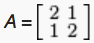 A = [ 2 1
1 2 ]